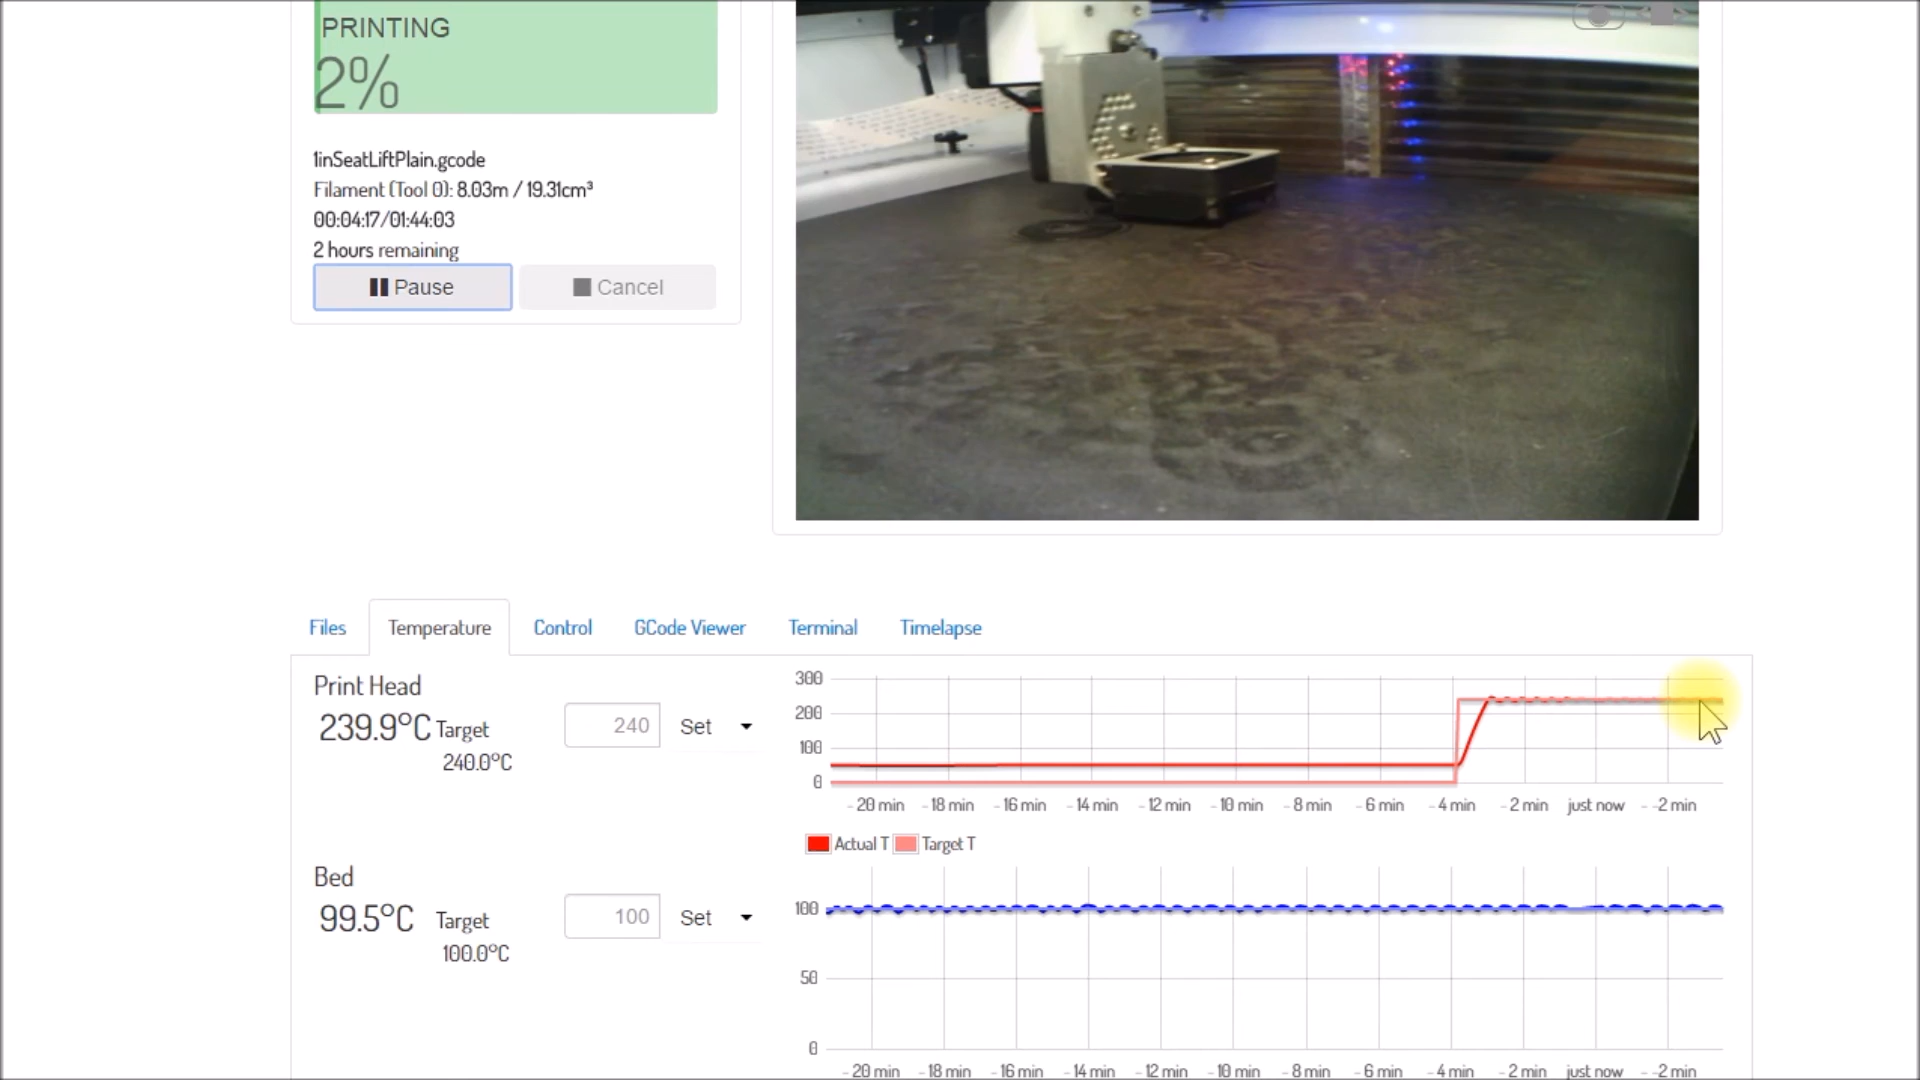 PRINTING
2%
1inSeatLiftPlain.gcode
Filament (Tool 0): 8.03m / 19.31cm³
00:04:17/01:44:03
2 hours remaining
Pause
Cancel
Files
Temperature
Control
GCode Viewer
Terminal
Timelapse
Print Head
239.9°C Target
240.0°C
240
Set
300
200
100
0
- 20 min - 18 min - 16 min - 14 min - 12 min - 10 min - 8 min - 6 min - 4 min - 2 min just now - -2 min
Actual T Target T
Bed
99.5°C Target
100.0°C
100
Set
100
50
0
- 20 min - 18 min - 16 min - 14 min - 12 min - 10 min - 8 min - 6 min - 4 min - 2 min just now - -2 min